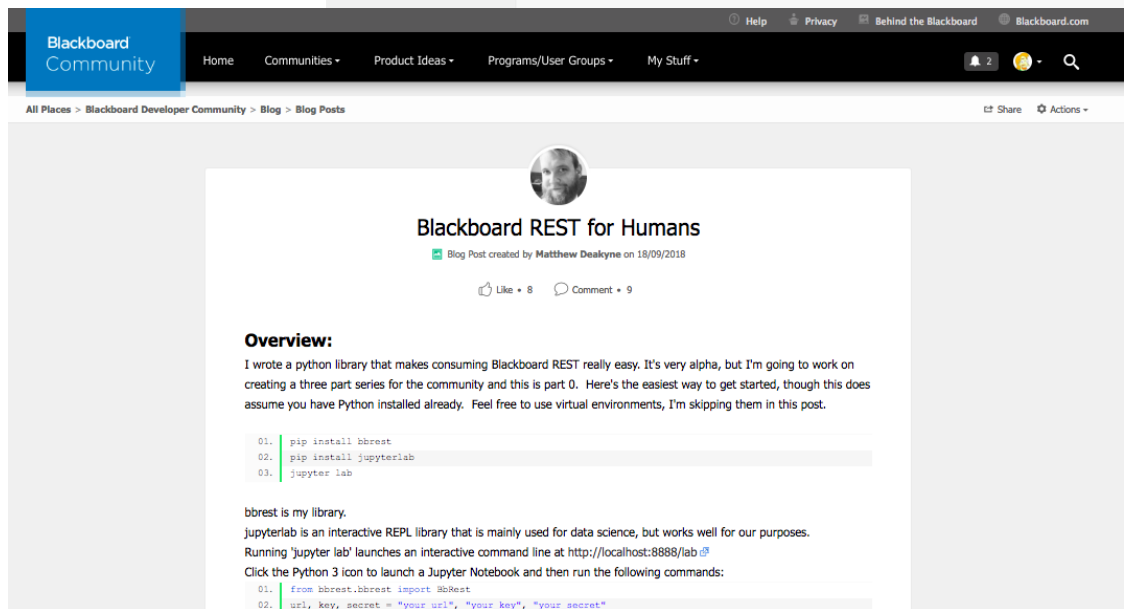 Help Privacy Behind the Blackboard Blackboard.com
Blackboard
Community
Home Communities Product Ideas Programs/User Groups My Stuff 2
All Places > Blackboard Developer Community > Blog > Blog Posts Share Actions
Blackboard REST for Humans
Blog Post created by Matthew Deakyne on 18/09/2018
Like • 8 Comment • 9
Overview:
I wrote a python library that makes consuming Blackboard REST really easy. It's very alpha, but I'm going to work on
creating a three part series for the community and this is part 0. Here's the easiest way to get started, though this does
assume you have Python installed already. Feel free to use virtual environments, I'm skipping them in this post.
01. pip install bbrest
02. pip install jupyterlab
03. jupyter lab
bbrest is my library.
jupyterlab is an interactive REPL library that is mainly used for data science, but works well for our purposes.
Running 'jupyter lab' launches an interactive command line at http://localhost:8888/lab
Click the Python 3 icon to launch a Jupyter Notebook and then run the following commands:
01. from bbrest.bbrest import BbRest
02. url, key, secret = "your url", "your key", "your secret"